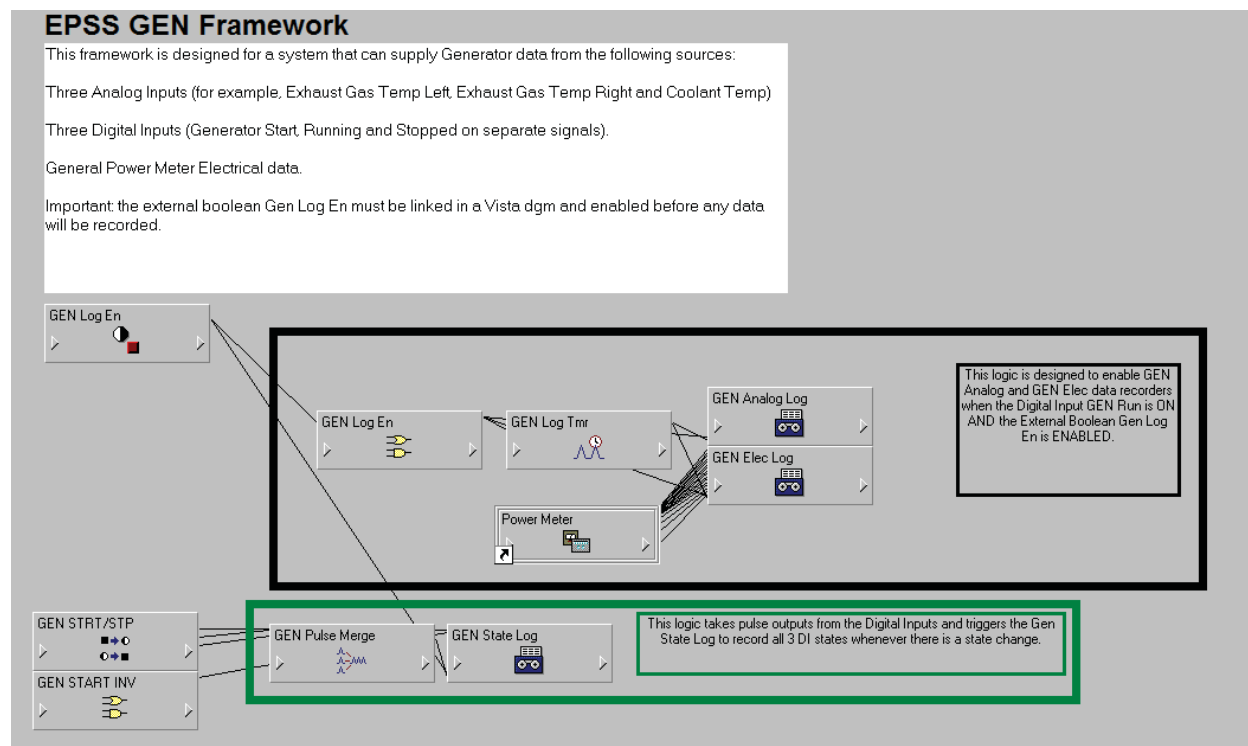 EPSS GEN Framework
This framework is designed for a system that can supply Generator data from the following sources:
Three Analog Inputs (for example, Exhaust Gas Temp Left, Exhaust Gas Temp Right and Coolant Temp)
Three Digital Inputs (Generator Start, Running and Stopped on separate signals).
General Power Meter Electrical data.
Important: the external boolean Gen Log En must be linked in a Vista dgm and enabled before any data
will be recorded.
GEN Log En
GEN Log En
GEN Log Tmr
GEN Analog Log
GEN Elec Log
Power Meter
This logic is designed to enable GEN
Analog and GEN Elec data recorders
when the Digital Input GEN Run is ON
AND the External Boolean Gen Log
En is ENABLED.
GEN STRT/STP
GEN START INV
GEN Pulse Merge
GEN State Log
This logic takes pulse outputs from the Digital Inputs and triggers the Gen
State Log to record all 3 DI states whenever there is a state change.